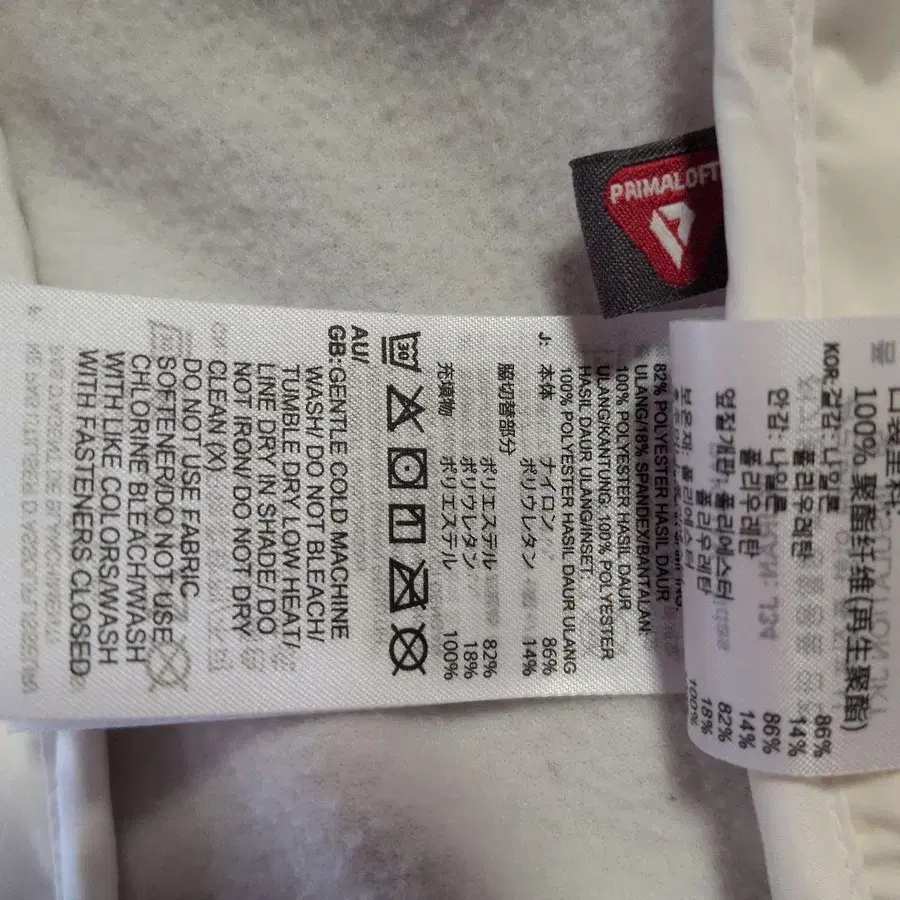 PRIMALOFT
口袋里料:
100% 聚酯纤维(再生聚酯)
KOR:겉감: 나일론 86%
폴리우레탄 14%
안감: 나일론 86%
폴리우레탄 14%
옆절개판: 폴리에스터 82%
폴리우레탄 18%
100%
82% POLYESTER HASIL DAUR
ULANG/18% SPANDEX/BANTALAN:
100% POLYESTER HASIL DAUR
ULANG/KANTUNG: 100% POLYESTER
HASIL DAUR ULANG/INSET:
100% POLYESTER HASIL DAUR ULANG
J: 本体 ナイロン 86%
ポリウレタン 14%
脇切替部分
ポリエステル 82%
ポリウレタン 18%
充填物 ポリエステル 100%
30
AU/
GB:GENTLE COLD MACHINE
WASH/ DO NOT BLEACH/
TUMBLE DRY LOW HEAT/
LINE DRY IN SHADE/ DO
NOT IRON/ DO NOT DRY
CLEAN (X)
DO NOT USE FABRIC
SOFTENER/DO NOT USE
CHLORINE BLEACH/WASH
WITH LIKE COLORS/WASH
WITH FASTENERS CLOSED